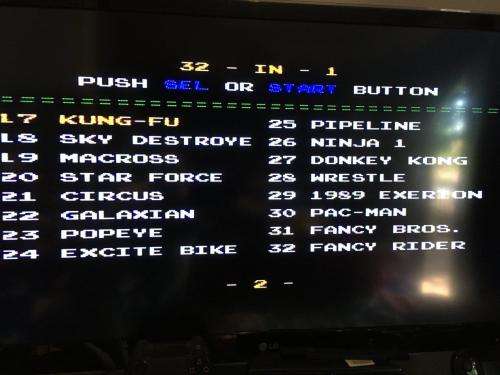 32 - IN - 1
PUSH SEL OR START BUTTON
17 KUNG-FU
18 SKY DESTROYE
19 MACROSS
20 STAR FORCE
21 CIRCUS
22 GALAXIAN
23 POPEYE
24 EXCITE BIKE
25 PIPELINE
26 NINJA 1
27 DONKEY KONG
28 WRESTLE
29 1989 EXERION
30 PAC-MAN
31 FANCY BROS.
32 FANCY RIDER
- 2 -
LG